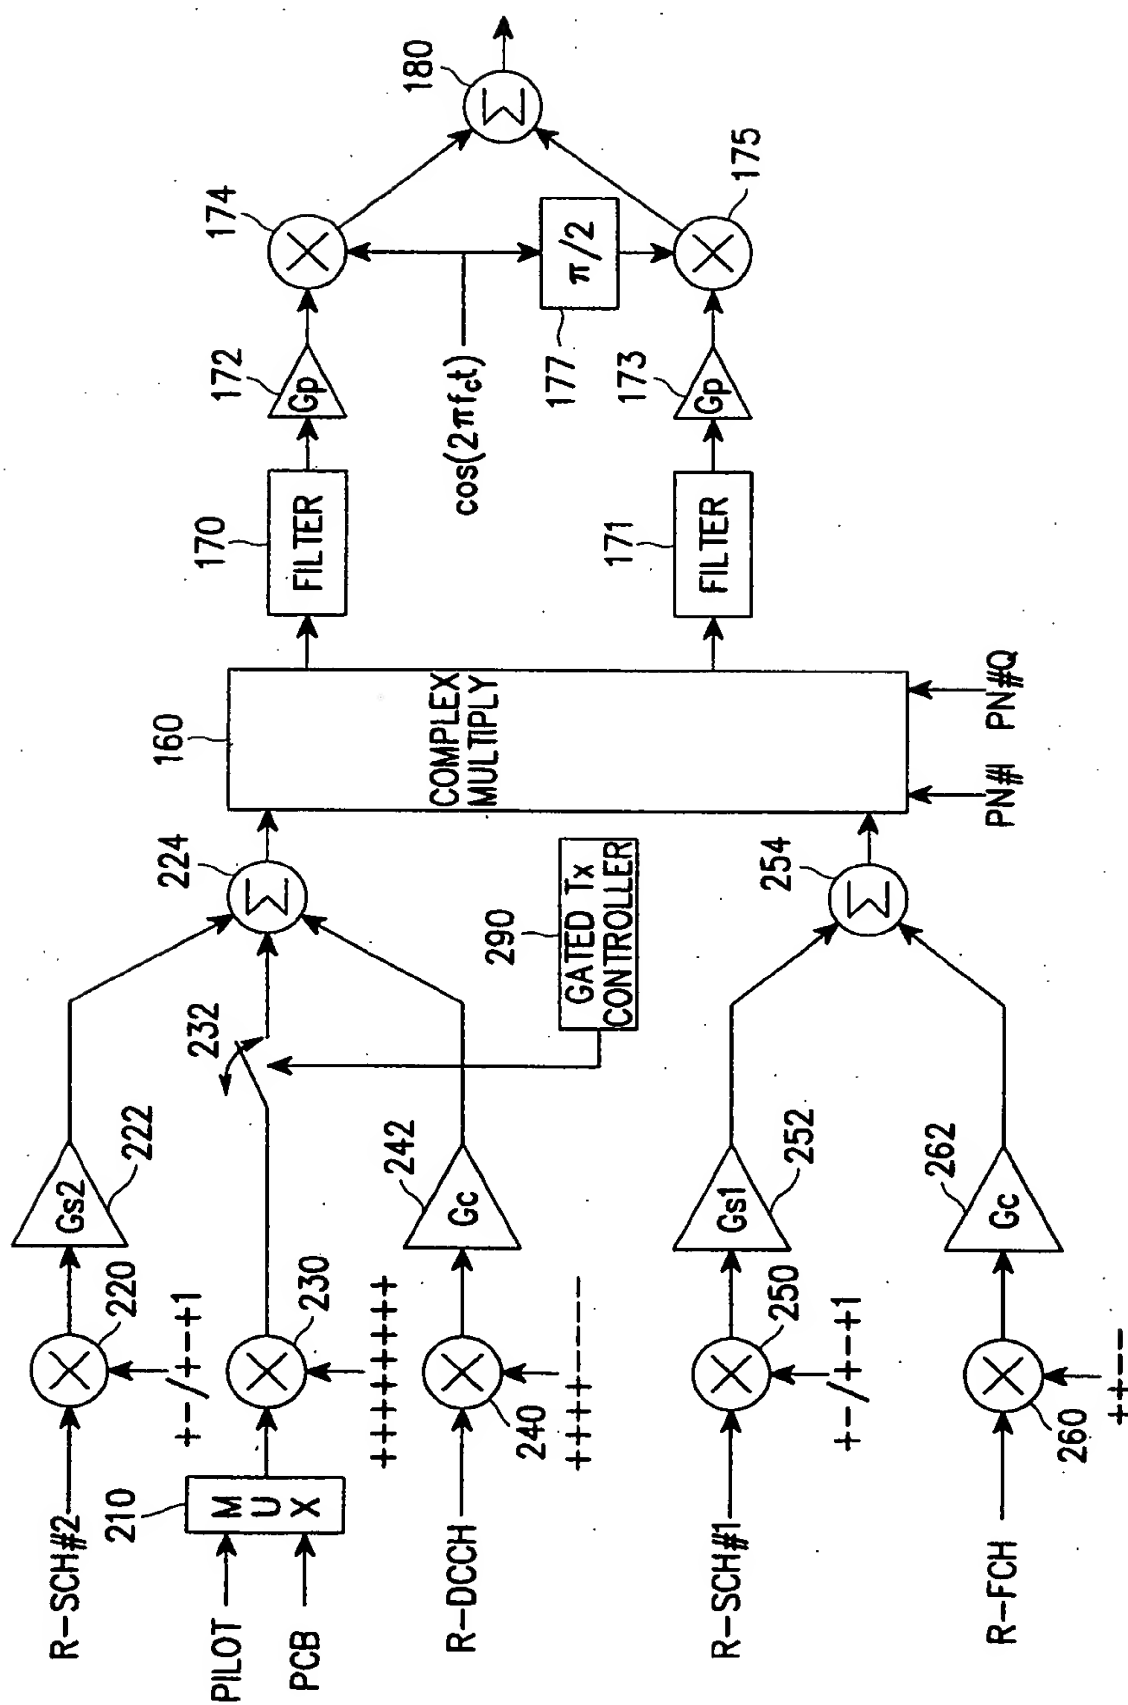 R-SCH#2
220
+-/+--+1
Gs2
222
PILOT
PCB
210
M
U
X
230
++++++++
232
224
R-DCCH
240
++++----
Gc
242
290
GATED Tx
CONTROLLER
R-SCH#1
250
+-/+--+1
Gs1
252
254
R-FCH
260
++--
Gc
262
160
COMPLEX
MULTIPLY
PN#I
PN#Q
170
FILTER
172
Gp
174
cos(2πfct)
177
π/2
171
FILTER
173
Gp
175
180
Σ
Σ
Σ